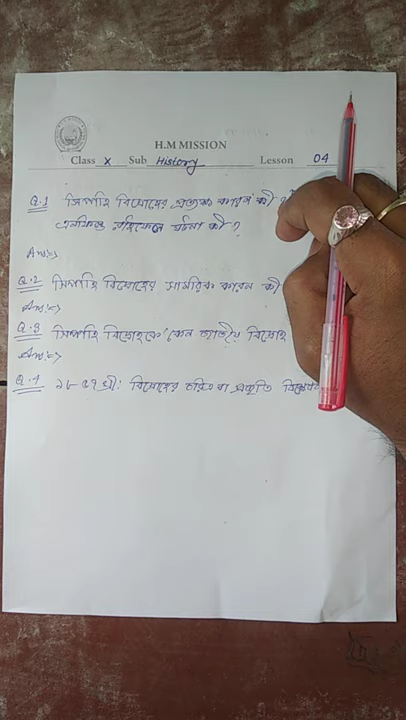 H.M MISSION
Class X Sub History Lesson 04
Q.1 সিপাহি বিদ্রোহের প্রত্যক্ষ কারণ কী?
এনফিল্ড রাইফেলের ঘটনা কী?
Ans:→
Q.2 সিপাহি বিদ্রোহের সামরিক কারণ কী
Ans:→
Q.3 সিপাহি বিদ্রোহকে কেন জাতীয় বিদ্রোহ
Ans:→
Q.4 ১৮৫৭ খ্রী: বিদ্রোহের চরিত্র বা প্রকৃতি